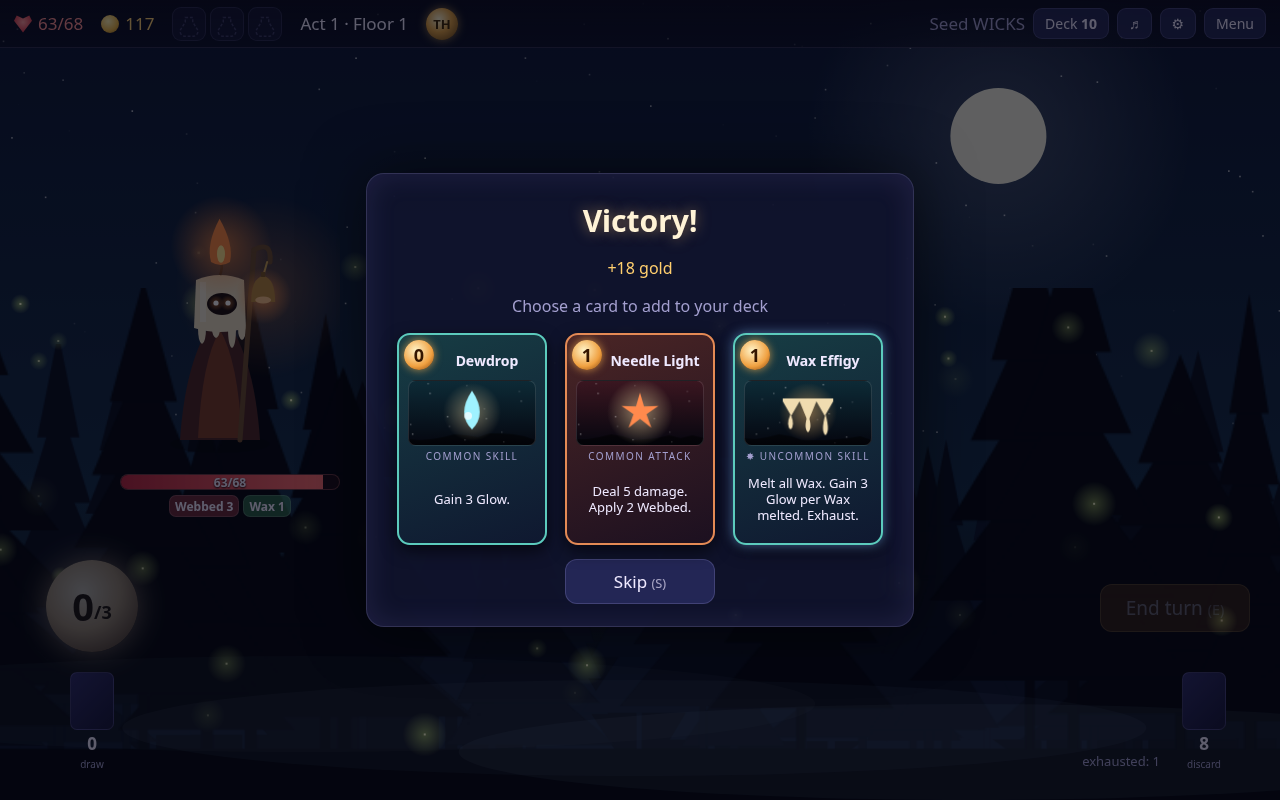 63/68 117 Act 1 · Floor 1 TH Seed WICKS Deck 10 Menu
Victory!
+18 gold
Choose a card to add to your deck
0 Dewdrop
COMMON SKILL
Gain 3 Glow.
1 Needle Light
COMMON ATTACK
Deal 5 damage.
Apply 2 Webbed.
1 Wax Effigy
UNCOMMON SKILL
Melt all Wax. Gain 3
Glow per Wax
melted. Exhaust.
Skip (S)
63/68
Webbed 3 Wax 1
0/3
End turn (E)
0
draw
exhausted: 1
8
discard